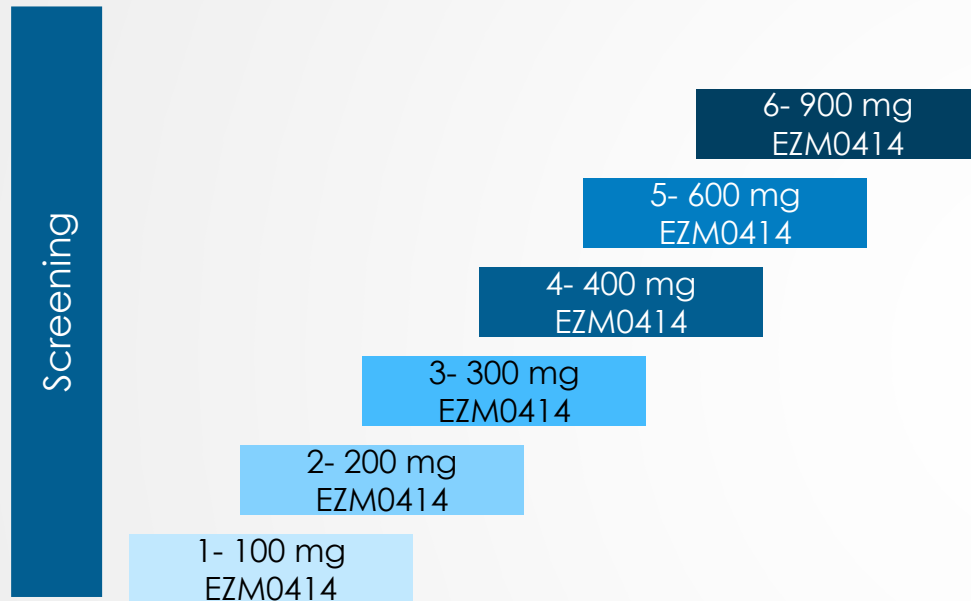 Screening
6- 900 mg
EZM0414
5- 600 mg
EZM0414
4- 400 mg
EZM0414
3- 300 mg
EZM0414
2- 200 mg
EZM0414
1- 100 mg
EZM0414